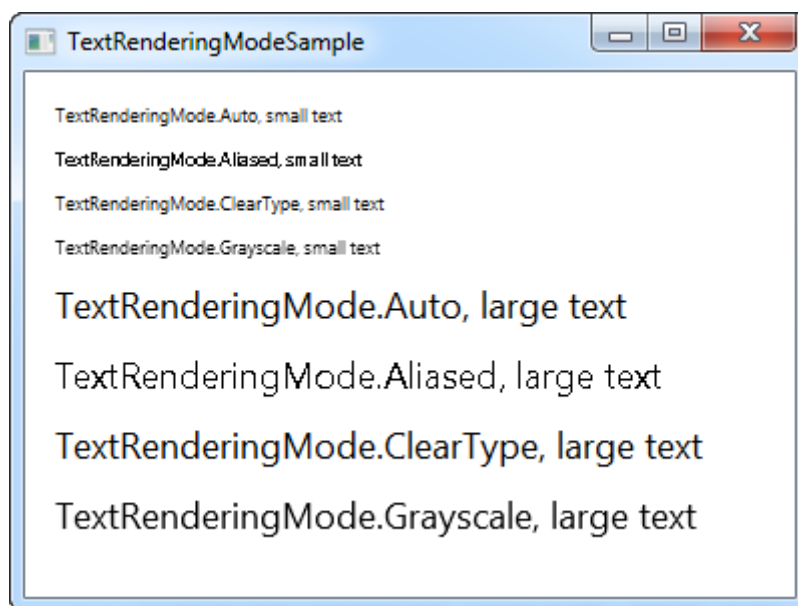 TextRenderingModeSample
TextRenderingMode.Auto, small text
TextRenderingMode.Aliased, small text
TextRenderingMode.ClearType, small text
TextRenderingMode.Grayscale, small text
TextRenderingMode.Auto, large text
TextRenderingMode.Aliased, large text
TextRenderingMode.ClearType, large text
TextRenderingMode.Grayscale, large text